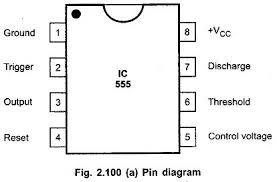 Ground 1 8 +VCC
Trigger 2 7 Discharge
IC
555
Output 3 6 Threshold
Reset 4 5 Control voltage
Fig. 2.100 (a) Pin diagram